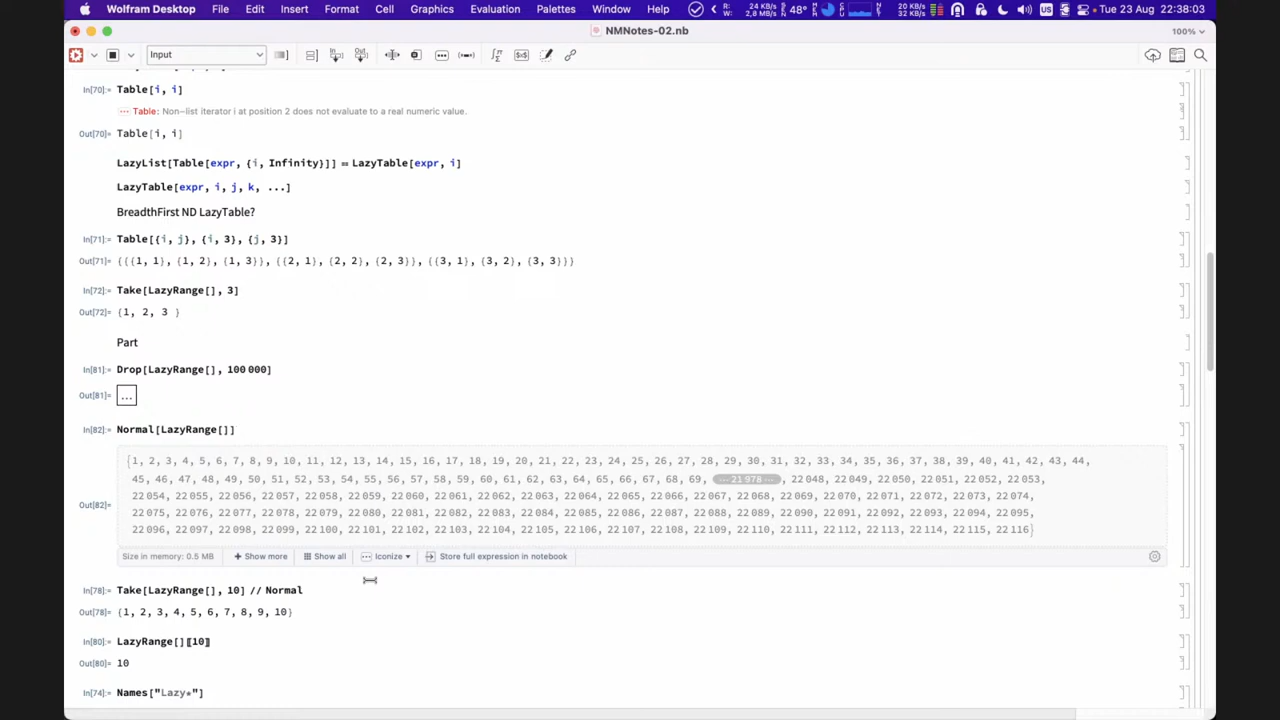 Wolfram Desktop File Edit Insert Format Cell Graphics Evaluation Palettes Window Help R: 24 KB/s W: 2,8 MB/s 48° 20 KB/s 32 KB/s US Tue 23 Aug 22:38:03
NMNotes-02.nb 100%
Input
In[70]:= Table[i, i]
Table: Non-list iterator i at position 2 does not evaluate to a real numeric value.
Out[70]= Table[i, i]
LazyList[Table[expr, {i, Infinity}]] = LazyTable[expr, i]
LazyTable[expr, i, j, k, ...]
BreadthFirst ND LazyTable?
In[71]:= Table[{i, j}, {i, 3}, {j, 3}]
Out[71]= {{{1, 1}, {1, 2}, {1, 3}}, {{2, 1}, {2, 2}, {2, 3}}, {{3, 1}, {3, 2}, {3, 3}}}
In[72]:= Take[LazyRange[], 3]
Out[72]= {1, 2, 3 }
Part
In[81]:= Drop[LazyRange[], 100 000]
Out[81]= ...
In[82]:= Normal[LazyRange[]]
{1, 2, 3, 4, 5, 6, 7, 8, 9, 10, 11, 12, 13, 14, 15, 16, 17, 18, 19, 20, 21, 22, 23, 24, 25, 26, 27, 28, 29, 30, 31, 32, 33, 34, 35, 36, 37, 38, 39, 40, 41, 42, 43, 44,
45, 46, 47, 48, 49, 50, 51, 52, 53, 54, 55, 56, 57, 58, 59, 60, 61, 62, 63, 64, 65, 66, 67, 68, 69, ... 21 978 ..., 22 048, 22 049, 22 050, 22 051, 22 052, 22 053,
22 054, 22 055, 22 056, 22 057, 22 058, 22 059, 22 060, 22 061, 22 062, 22 063, 22 064, 22 065, 22 066, 22 067, 22 068, 22 069, 22 070, 22 071, 22 072, 22 073, 22 074,
Out[82]= 22 075, 22 076, 22 077, 22 078, 22 079, 22 080, 22 081, 22 082, 22 083, 22 084, 22 085, 22 086, 22 087, 22 088, 22 089, 22 090, 22 091, 22 092, 22 093, 22 094, 22 095,
22 096, 22 097, 22 098, 22 099, 22 100, 22 101, 22 102, 22 103, 22 104, 22 105, 22 106, 22 107, 22 108, 22 109, 22 110, 22 111, 22 112, 22 113, 22 114, 22 115, 22 116}
Size in memory: 0.5 MB + Show more Show all Iconize Store full expression in notebook
In[78]:= Take[LazyRange[], 10] // Normal
Out[78]= {1, 2, 3, 4, 5, 6, 7, 8, 9, 10}
In[80]:= LazyRange[]〚10〛
Out[80]= 10
In[74]:= Names["Lazy*"]